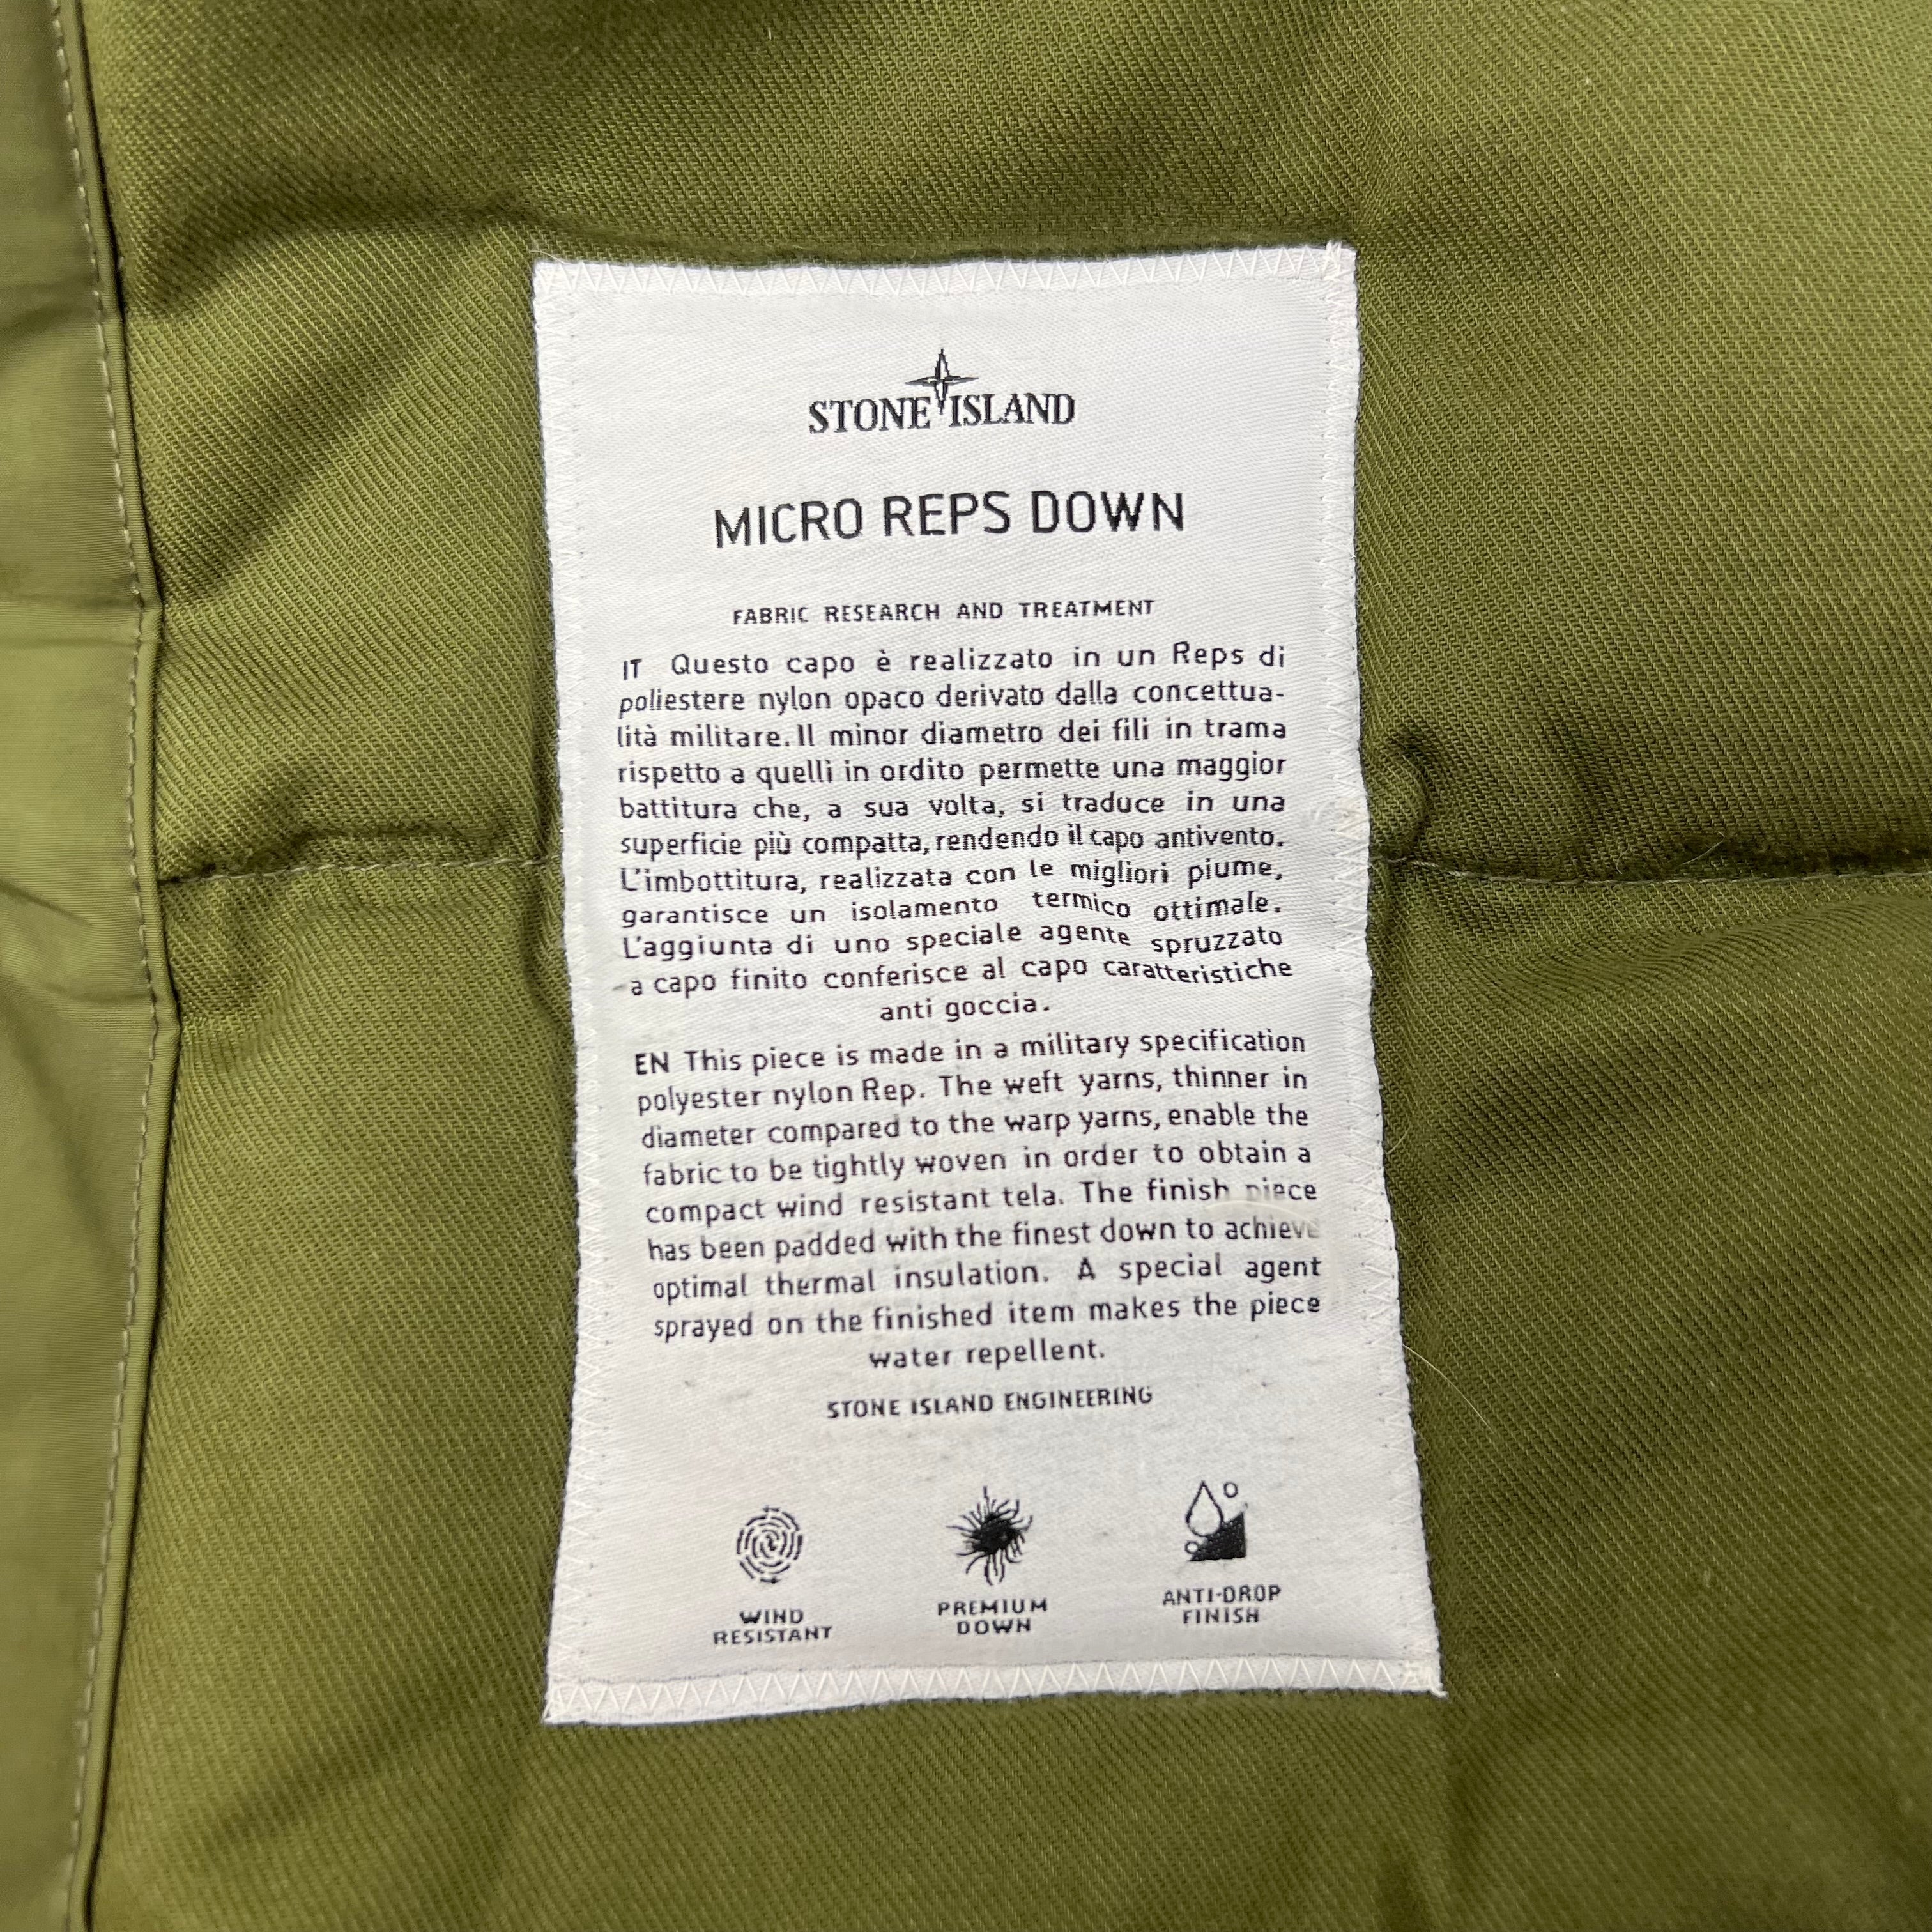 STONE ISLAND
MICRO REPS DOWN
FABRIC RESEARCH AND TREATMENT
IT Questo capo è realizzato in un Reps di
poliestere nylon opaco derivato dalla concettua-
lità militare. Il minor diametro dei fili in trama
rispetto a quelli in ordito permette una maggior
battitura che, a sua volta, si traduce in una
superficie più compatta, rendendo il capo antivento.
L'imbottitura, realizzata con le migliori piume,
garantisce un isolamento termico ottimale.
L'aggiunta di uno speciale agente spruzzato
a capo finito conferisce al capo caratteristiche
anti goccia.
EN This piece is made in a military specification
polyester nylon Rep. The weft yarns, thinner in
diameter compared to the warp yarns, enable the
fabric to be tightly woven in order to obtain a
compact wind resistant tela. The finish piece
has been padded with the finest down to achieve
optimal thermal insulation. A special agent
sprayed on the finished item makes the piece
water repellent.
STONE ISLAND ENGINEERING
WIND
RESISTANT
PREMIUM
DOWN
ANTI-DROP
FINISH